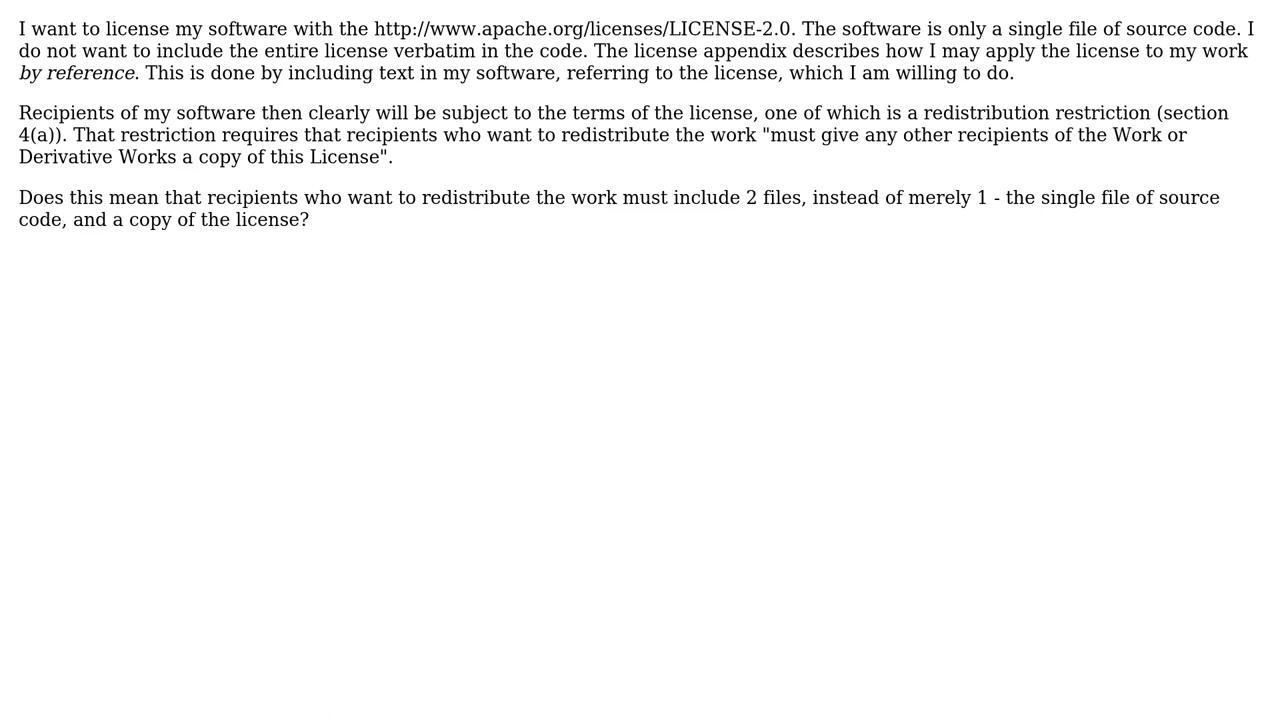 I want to license my software with the http://www.apache.org/licenses/LICENSE-2.0. The software is only a single file of source code. I
do not want to include the entire license verbatim in the code. The license appendix describes how I may apply the license to my work
by reference. This is done by including text in my software, referring to the license, which I am willing to do.
Recipients of my software then clearly will be subject to the terms of the license, one of which is a redistribution restriction (section
4(a)). That restriction requires that recipients who want to redistribute the work "must give any other recipients of the Work or
Derivative Works a copy of this License".
Does this mean that recipients who want to redistribute the work must include 2 files, instead of merely 1 - the single file of source
code, and a copy of the license?